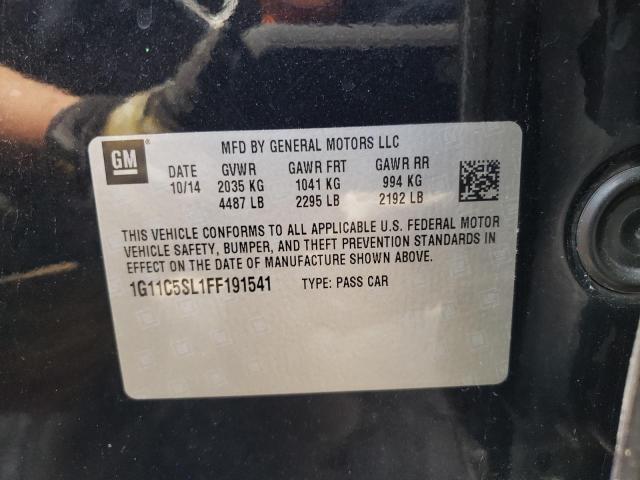 GM ®
MFD BY GENERAL MOTORS LLC
DATE GVWR GAWR FRT GAWR RR
10/14 2035 KG 1041 KG 994 KG
4487 LB 2295 LB 2192 LB
THIS VEHICLE CONFORMS TO ALL APPLICABLE U.S. FEDERAL MOTOR
VEHICLE SAFETY, BUMPER, AND THEFT PREVENTION STANDARDS IN
EFFECT ON THE DATE OF MANUFACTURE SHOWN ABOVE.
1G11C5SL1FF191541 TYPE: PASS CAR